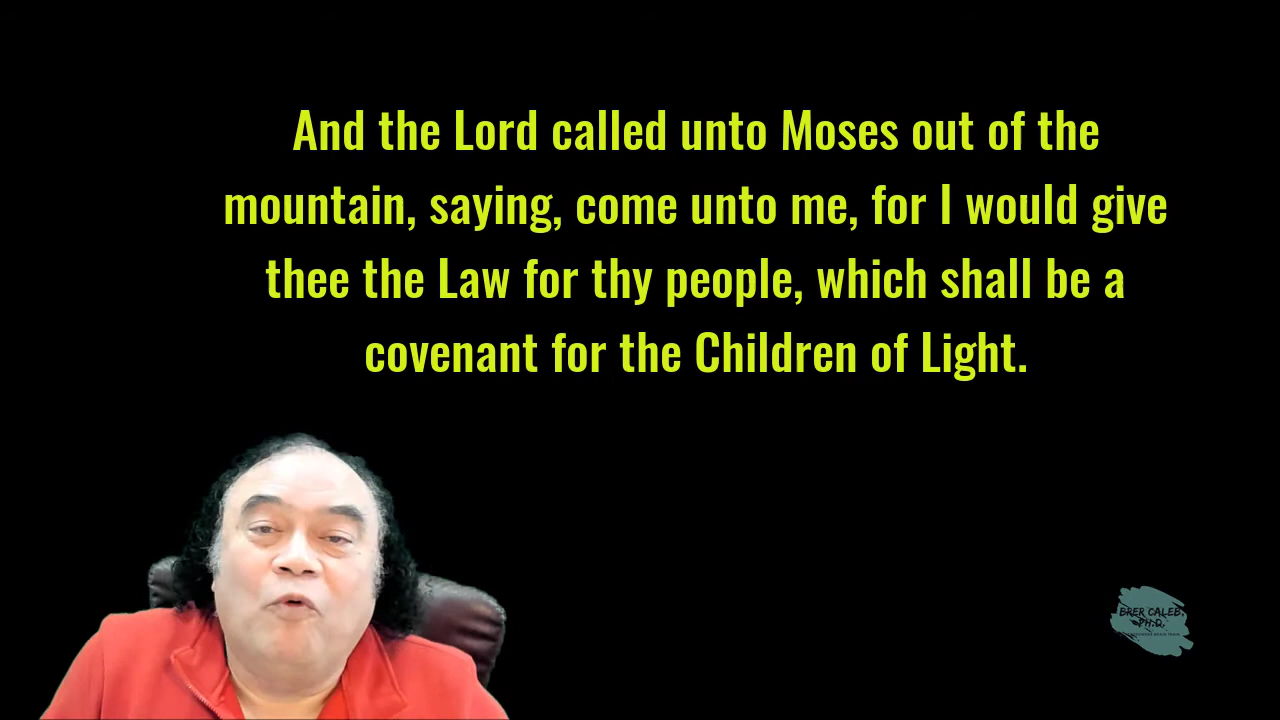 And the Lord called unto Moses out of the
mountain, saying, come unto me, for I would give
thee the Law for thy people, which shall be a
covenant for the Children of Light.
BRER CALEB,
PH.D.